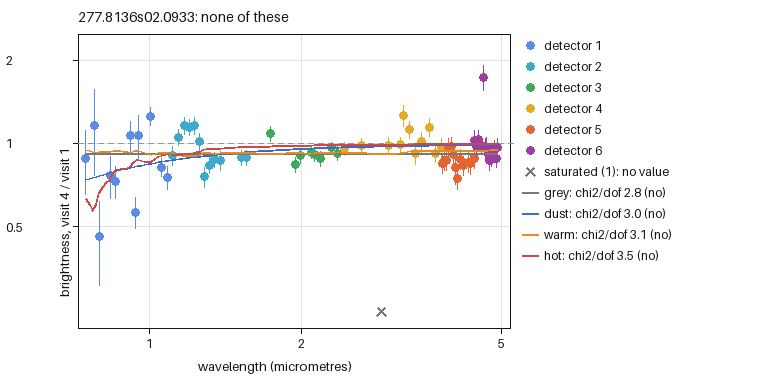 277.8136s02.0933: none of these
2
1
0.5
brightness, visit 4 / visit 1
1
2
5
wavelength (micrometres)
detector 1
detector 2
detector 3
detector 4
detector 5
detector 6
saturated (1): no value
grey: chi2/dof 2.8 (no)
dust: chi2/dof 3.0 (no)
warm: chi2/dof 3.1 (no)
hot: chi2/dof 3.5 (no)